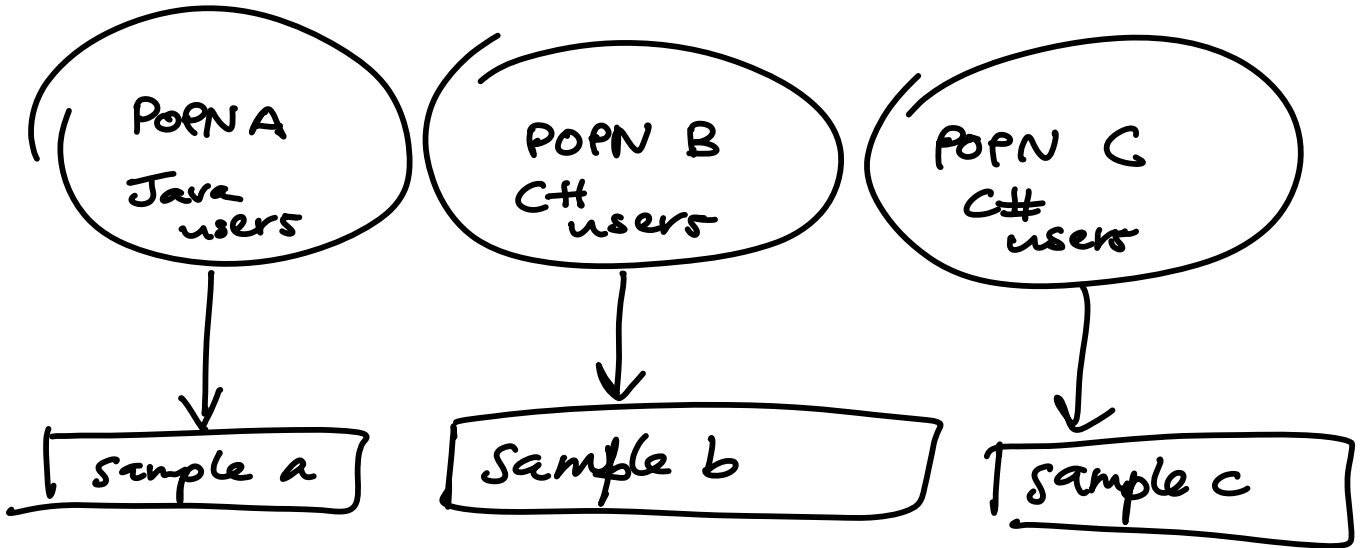 POPN A
Java
users
POPN B
C#
users
POPN C
C#
users
sample a
sample b
sample c